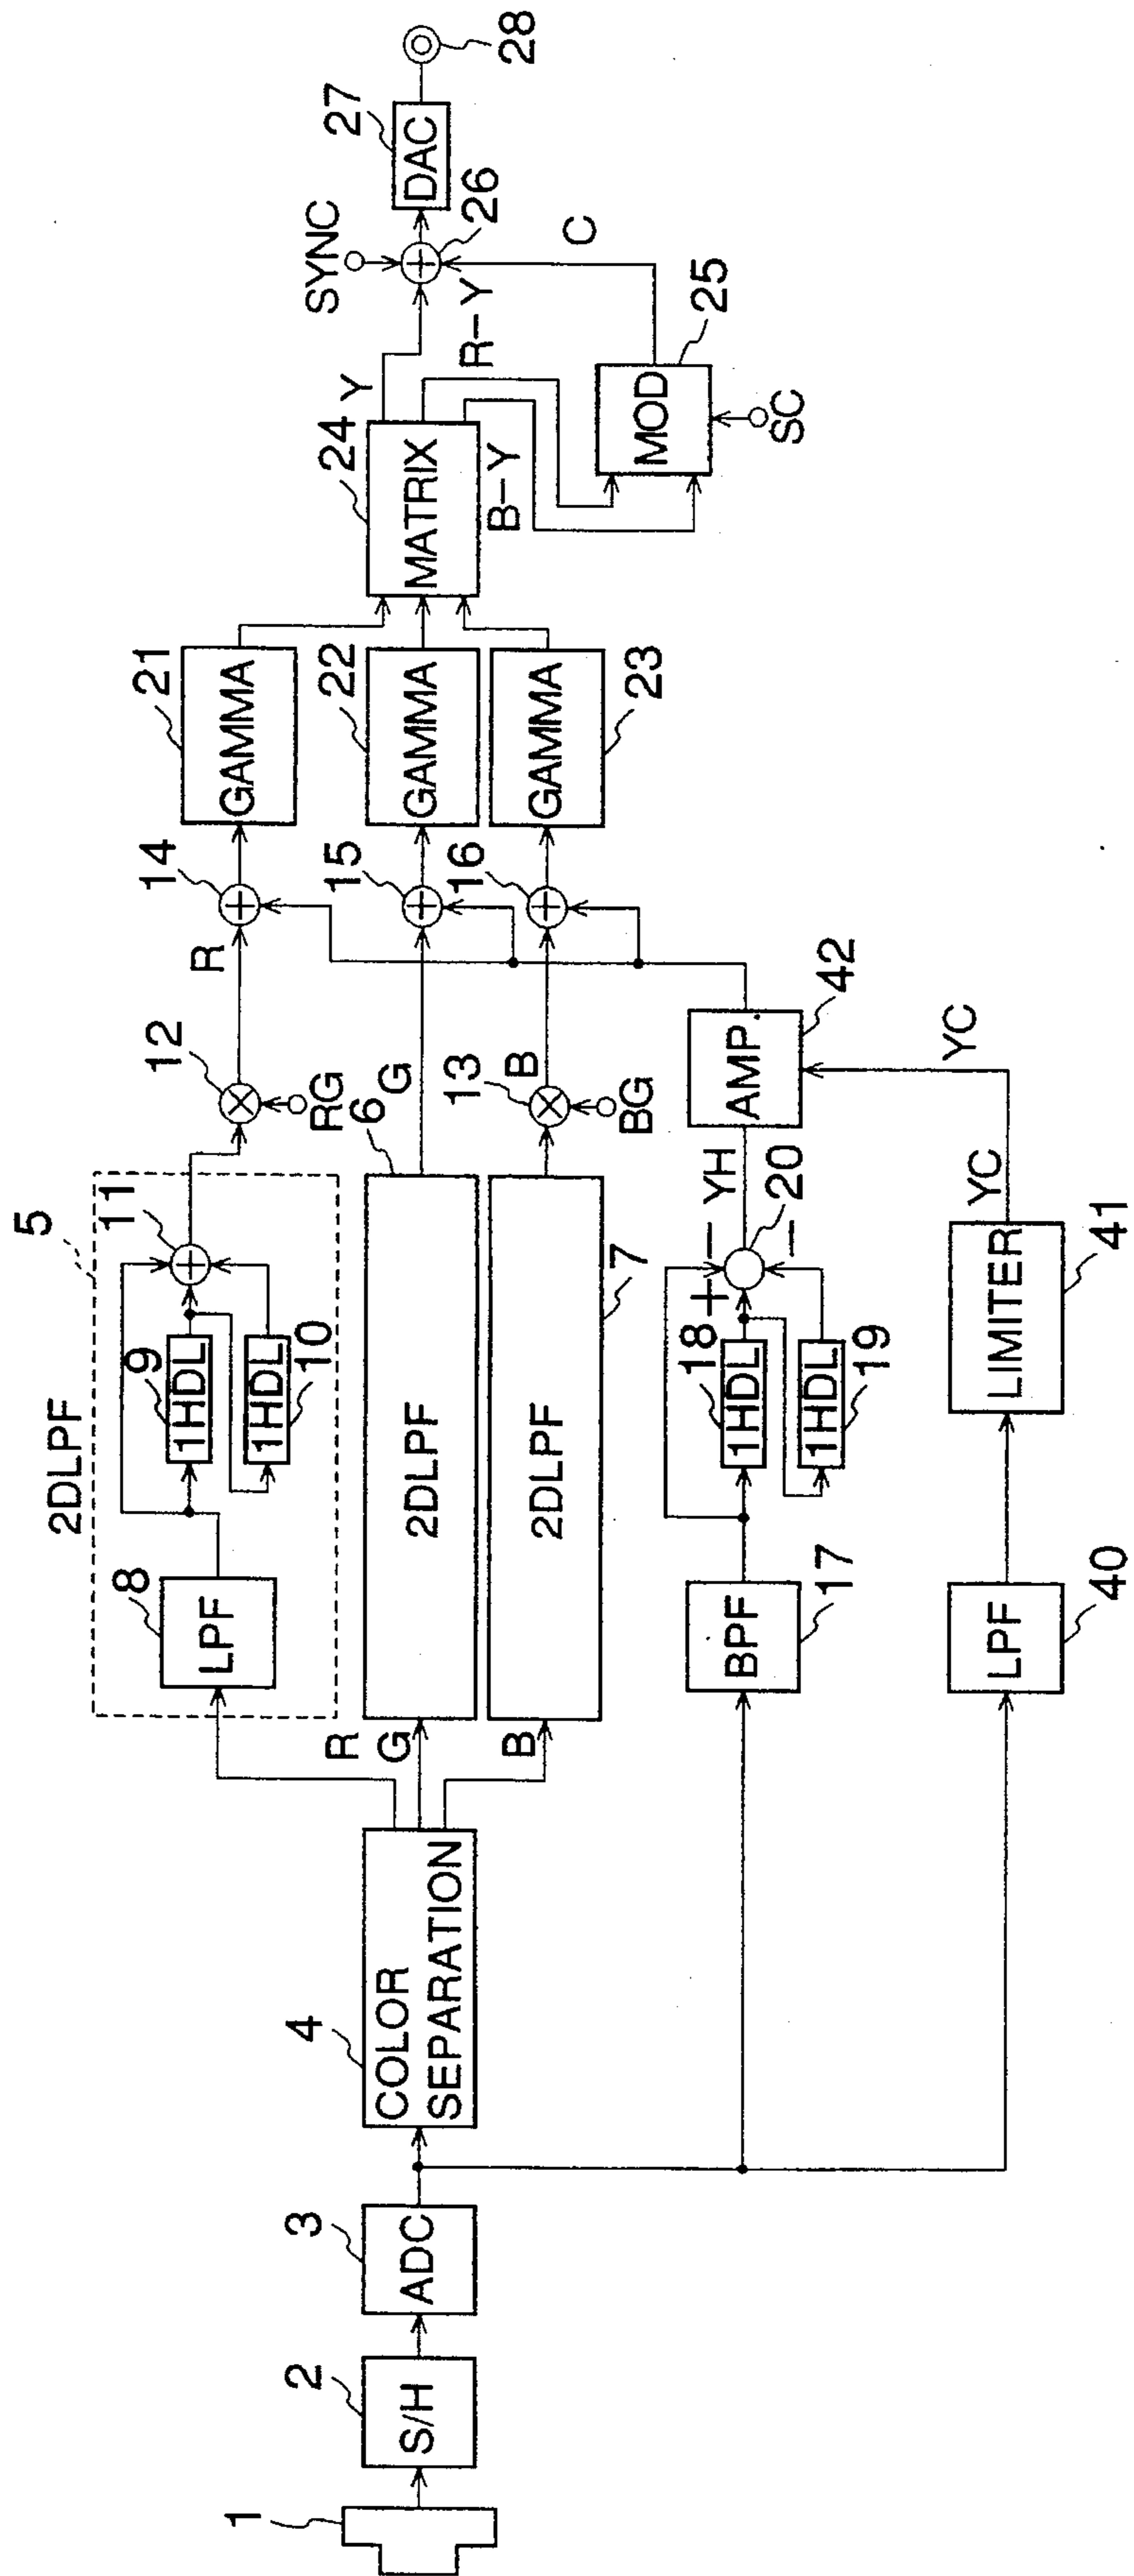 1
2
S/H
3
ADC
4
COLOR
SEPARATION
R
G
B
2DLPF
5
8
LPF
9
1HDL
1HDL
10
11
6
2DLPF
2DLPF
7
12
RG
R
G
13
B
BG
14
15
16
21
GAMMA
22
GAMMA
GAMMA
23
24
MATRIX
Y
R-Y
B-Y
MOD
25
SC
C
SYNC
26
27
DAC
28
BPF
17
18
1HDL
1HDL
19
+
-
-
YH
20
AMP.
42
LPF
40
LIMITER
41
YC
YC